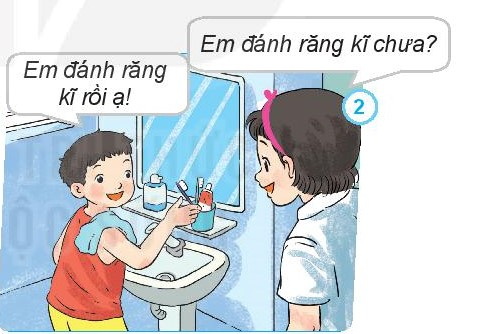 Em đánh răng kĩ chưa?
Em đánh răng
kĩ rồi ạ!
2